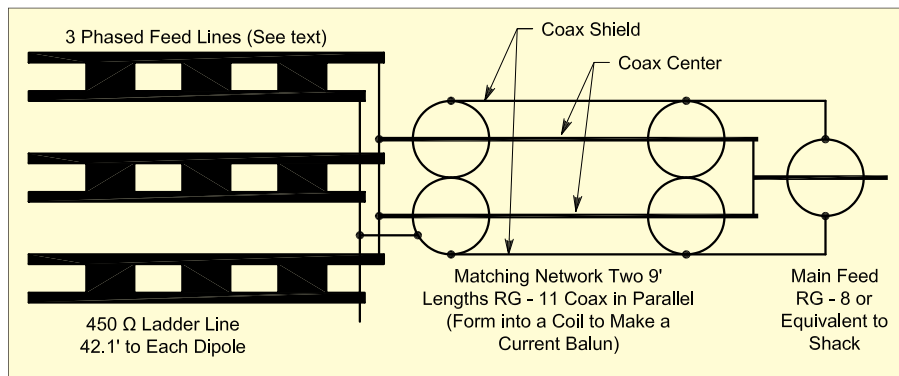 3 Phased Feed Lines (See text)
Coax Shield
Coax Center
450 Ω Ladder Line
42.1' to Each Dipole
Matching Network Two 9'
Lengths RG - 11 Coax in Parallel
(Form into a Coil to Make a
Current Balun)
Main Feed
RG - 8 or
Equivalent to
Shack